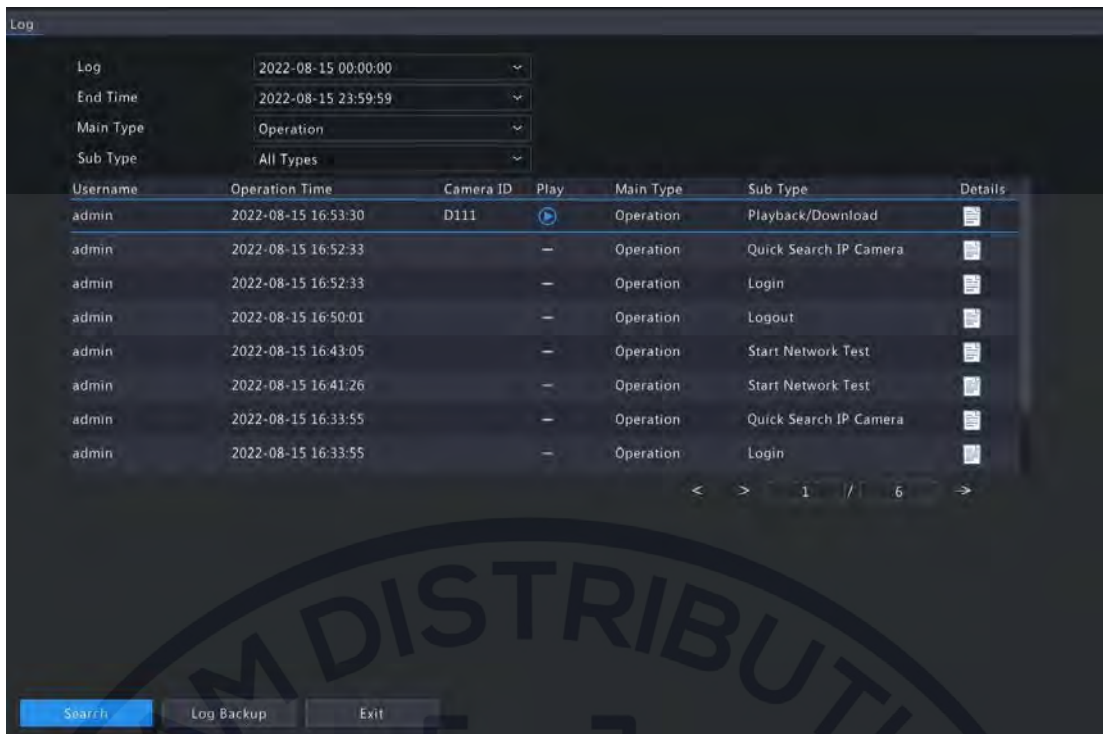 Log
Log 2022-08-15 00:00:00
End Time 2022-08-15 23:59:59
Main Type Operation
Sub Type All Types
Username Operation Time Camera ID Play Main Type Sub Type Details
admin 2022-08-15 16:53:30 D111 Operation Playback/Download
admin 2022-08-15 16:52:33 — Operation Quick Search IP Camera
admin 2022-08-15 16:52:33 — Operation Login
admin 2022-08-15 16:50:01 — Operation Logout
admin 2022-08-15 16:43:05 — Operation Start Network Test
admin 2022-08-15 16:41:26 — Operation Start Network Test
admin 2022-08-15 16:33:55 — Operation Quick Search IP Camera
admin 2022-08-15 16:33:55 — Operation Login
< > 1 / 6 →
M DISTRIBUT
Search Log Backup Exit